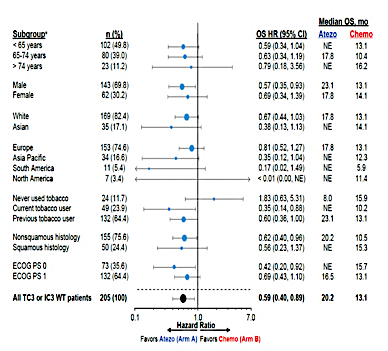 Median OS, mo
Subgroup* n (%) OS HR (95% CI) Atezo Chemo
< 65 years 102 (49.8) 0.59 (0.34, 1.04) NE 13.1
65-74 years 80 (39.0) 0.63 (0.34, 1.19) 17.8 10.4
> 74 years 23 (11.2) 0.79 (0.18, 3.56) NE 16.2
Male 143 (69.8) 0.57 (0.35, 0.93) 23.1 13.1
Female 62 (30.2) 0.69 (0.34, 1.39) 17.8 14.1
White 169 (82.4) 0.67 (0.44, 1.03) 17.8 13.1
Asian 35 (17.1) 0.38 (0.13, 1.13) NE 14.1
Europe 153 (74.6) 0.81 (0.52, 1.27) 17.8 13.1
Asia Pacific 34 (16.6) 0.35 (0.12, 1.04) NE 12.3
South America 11 (5.4) 0.17 (0.02, 1.49) NE 5.9
North America 7 (3.4) < 0.01 (0.00, NE) NE 11.4
Never used tobacco 24 (11.7) 1.83 (0.63, 5.31) 8.0 15.9
Current tobacco user 49 (23.9) 0.35 (0.14, 0.88) NE 10.2
Previous tobacco user 132 (64.4) 0.60 (0.36, 1.00) 23.1 13.1
Nonsquamous histology 155 (75.6) 0.62 (0.40, 0.96) 20.2 10.5
Squamous histology 50 (24.4) 0.56 (0.23, 1.37) NE 15.3
ECOG PS 0 73 (35.6) 0.42 (0.20, 0.92) NE 15.7
ECOG PS 1 132 (64.4) 0.69 (0.43, 1.10) 16.5 13.1
All TC3 or IC3 WT patients 205 (100) 0.59 (0.40, 0.89) 20.2 13.1
0.1 1.0 10.0
Hazard Ratio
Favors Atezo (Arm A) Favors Chemo (Arm B)